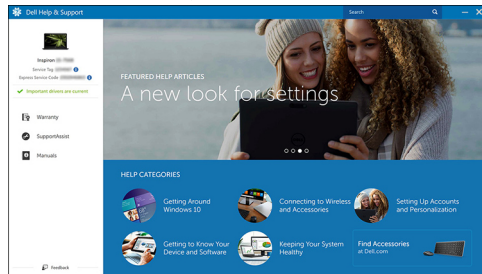 Dell Help & Support
Search
Inspiron
Service Tag
Express Service Code
Important drivers are current
Warranty
SupportAssist
Manuals
Feedback
FEATURED HELP ARTICLES
A new look for settings
HELP CATEGORIES
Getting Around
Windows 10
Connecting to Wireless
and Accessories
Setting Up Accounts
and Personalization
Getting to Know Your
Device and Software
Keeping Your System
Healthy
Find Accessories
at Dell.com